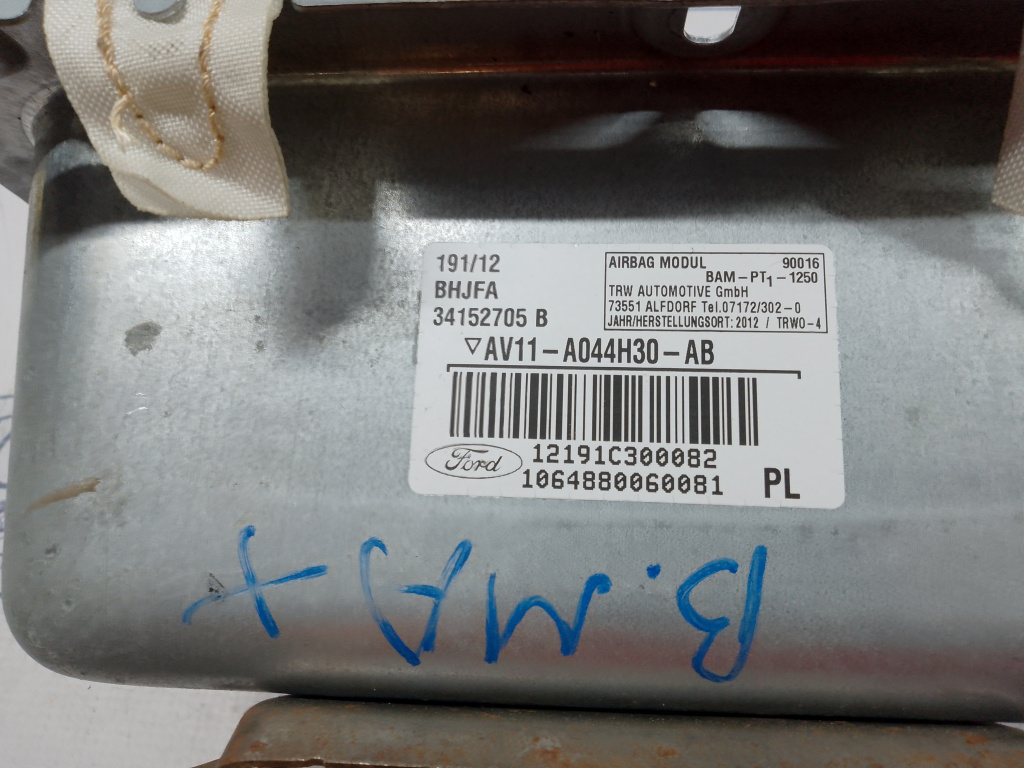 191/12
BHJFA
34152705 B
AIRBAG MODUL 90016
BAM-PT1-1250
TRW AUTOMOTIVE GmbH
73551 ALFDORF Tel.07172/302-0
JAHR/HERSTELLUNGSORT: 2012 / TRWO-4
▽AV11-A044H30-AB
Ford
12191C300082
1064880060081
PL
B.MAX